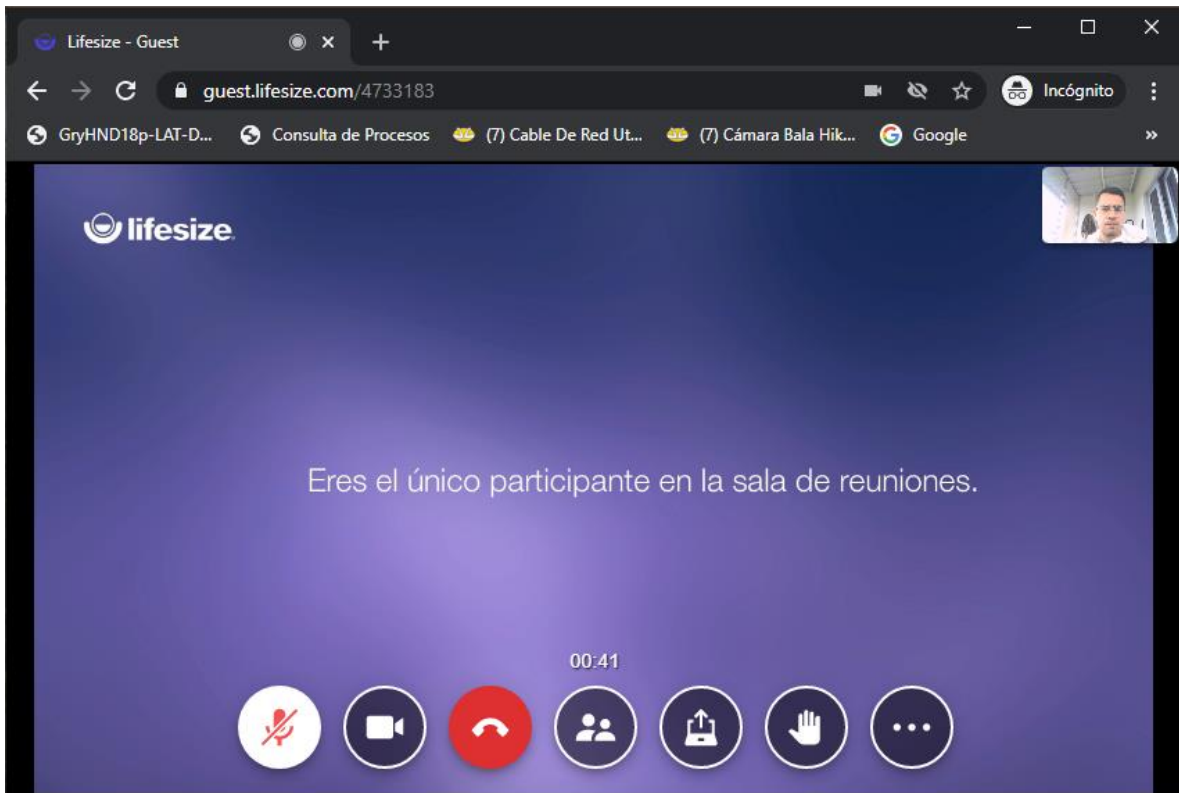 Lifesize - Guest
guest.lifesize.com/4733183
Incógnito
GryHND18p-LAT-D...
Consulta de Procesos
(7) Cable De Red Ut...
(7) Cámara Bala Hik...
Google
»
lifesize
Eres el único participante en la sala de reuniones.
00:41